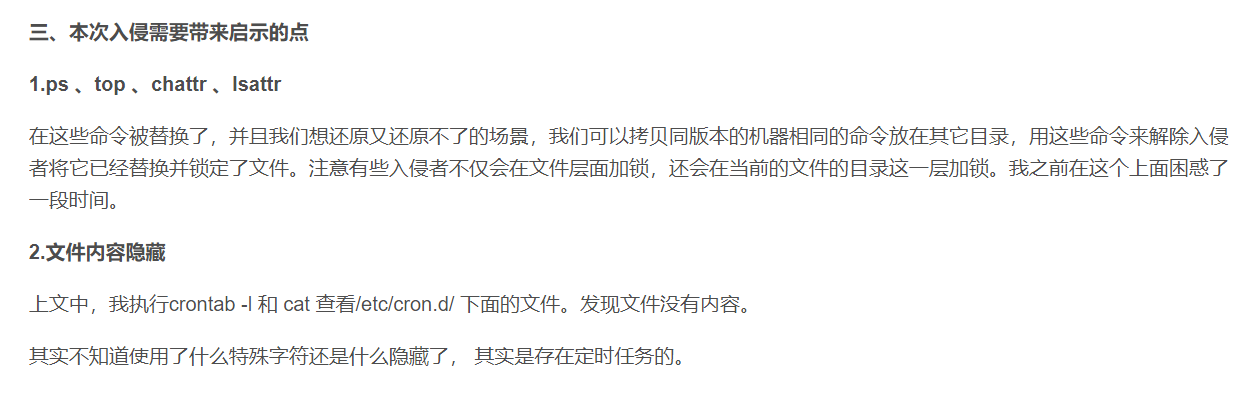 三、本次入侵需要带来启示的点
1.ps 、top 、chattr 、lsattr
在这些命令被替换了，并且我们想还原又还原不了的场景，我们可以拷贝同版本的机器相同的命令放在其它目录，用这些命令来解除入侵
者将它已经替换并锁定了文件。注意有些入侵者不仅会在文件层面加锁，还会在当前的文件的目录这一层加锁。我之前在这个上面困惑了
一段时间。
2.文件内容隐藏
上文中，我执行crontab -l 和 cat 查看/etc/cron.d/ 下面的文件。发现文件没有内容。
其实不知道使用了什么特殊字符还是什么隐藏了， 其实是存在定时任务的。